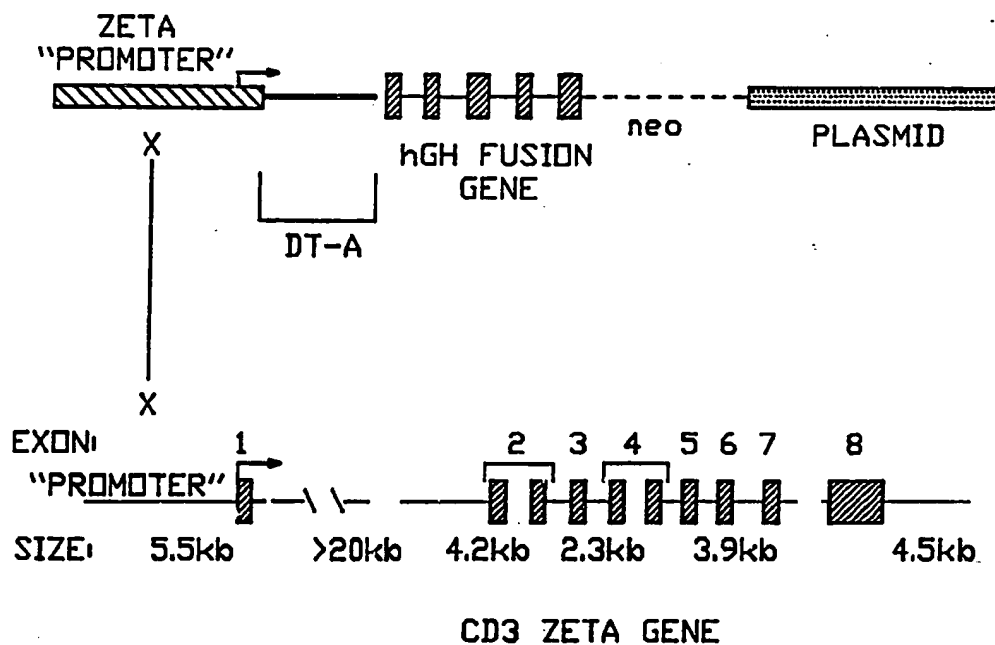 ZETA
"PROMOTER"
neo
PLASMID
hGH FUSION
GENE
DT-A
X
X
EXON: 1 2 3 4 5 6 7 8
"PROMOTER"
SIZE: 5.5kb >20kb 4.2kb 2.3kb 3.9kb 4.5kb
CD3 ZETA GENE